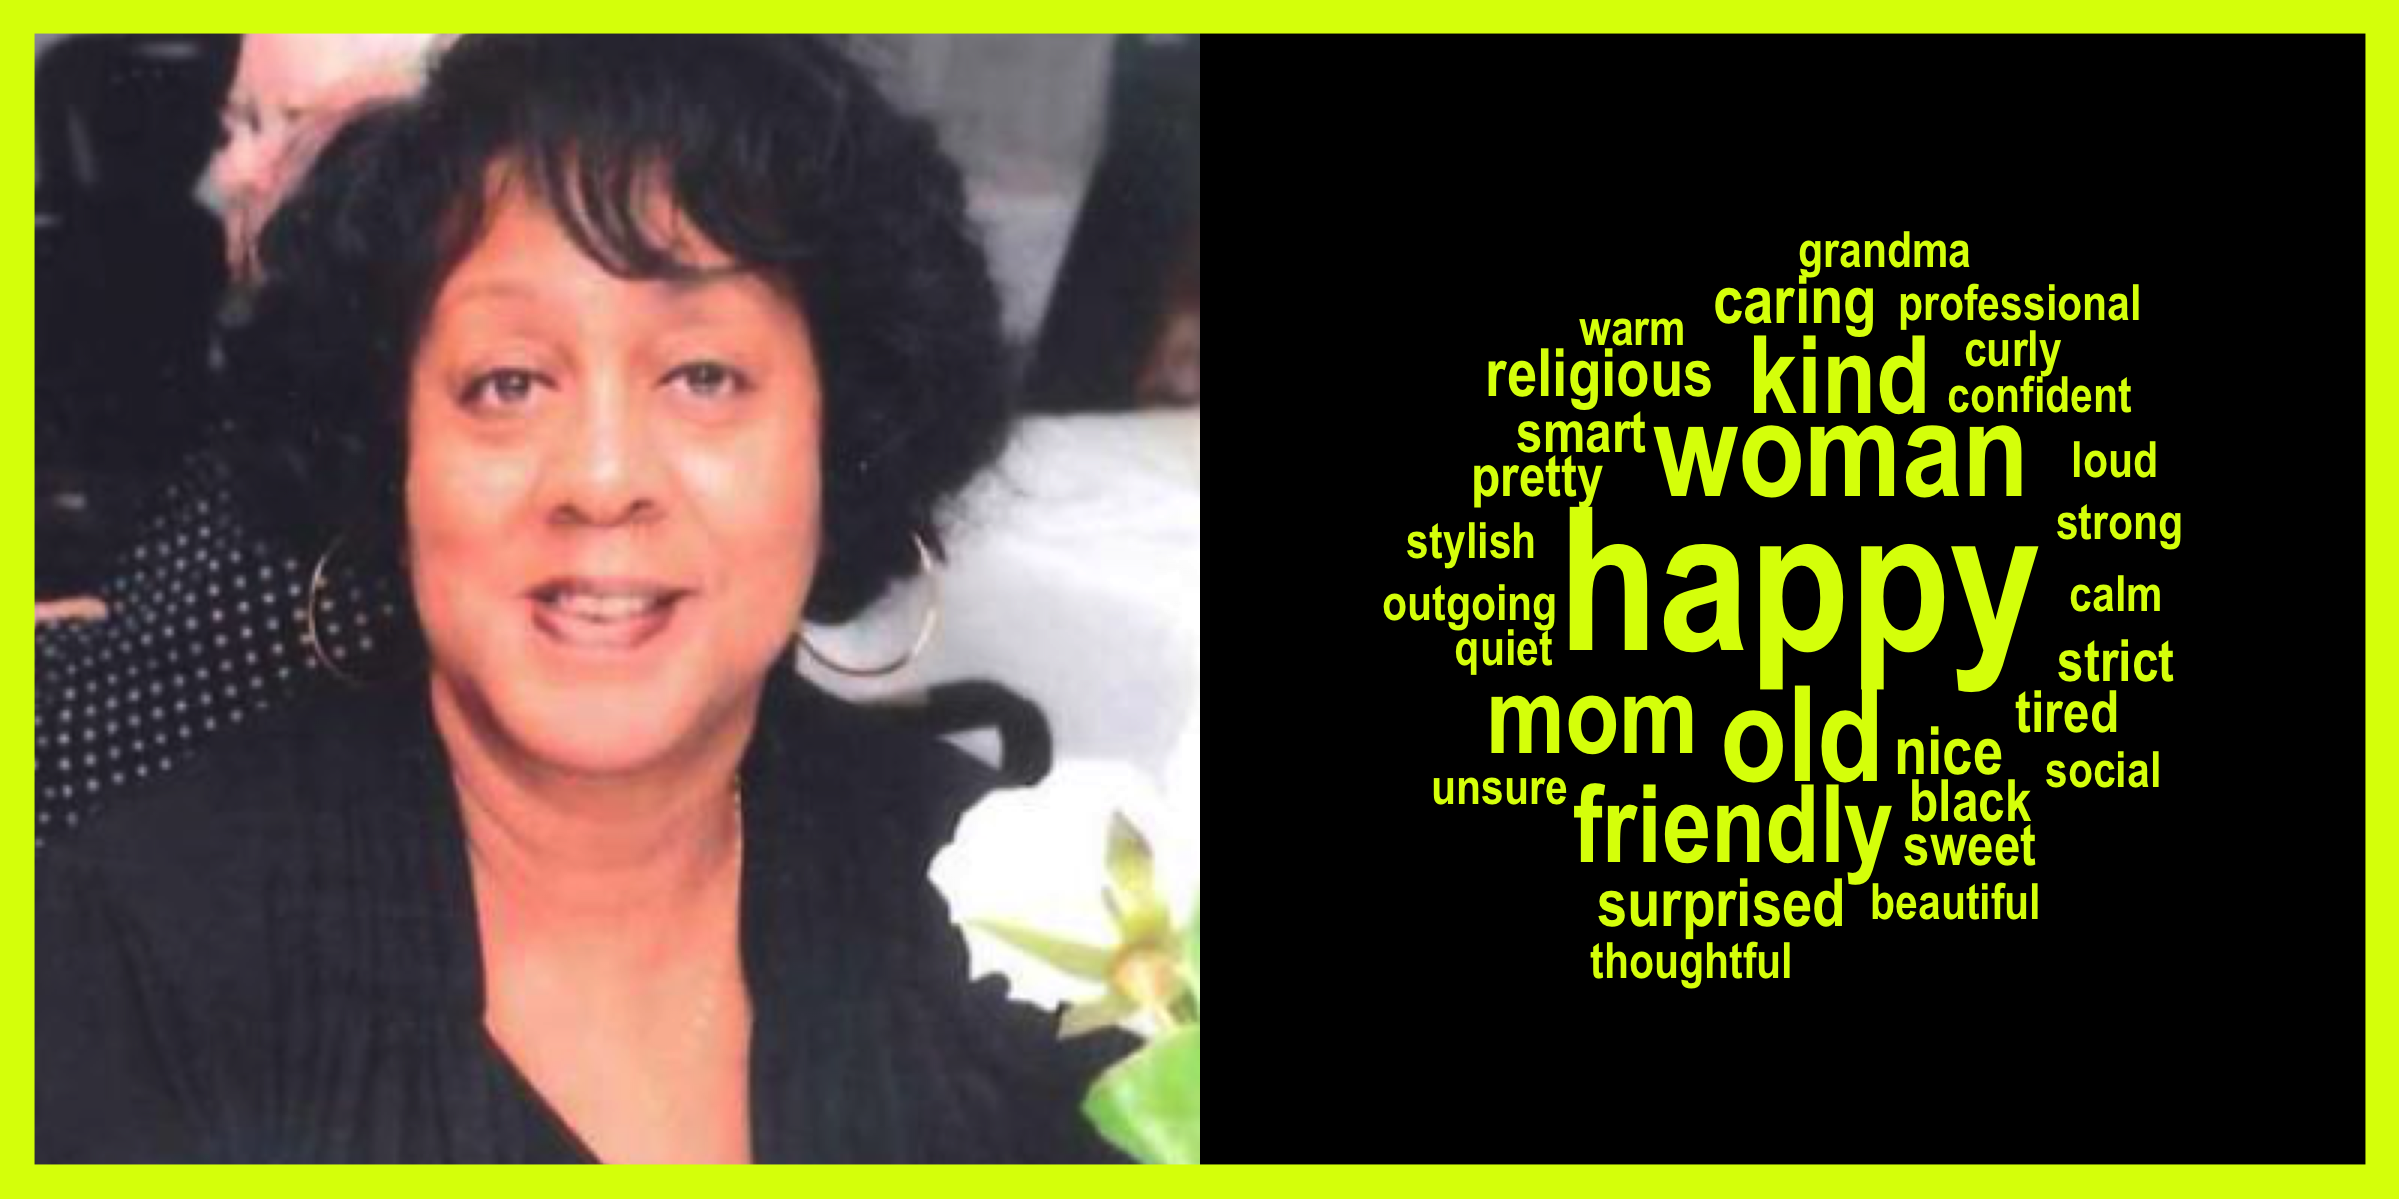 grandma
caring professional
warm
curly
religious kind
confident
smart woman
loud
pretty
strong
stylish
happy
calm
outgoing
quiet
strict
mom old tired
nice
social
unsure
friendly black
sweet
surprised beautiful
thoughtful